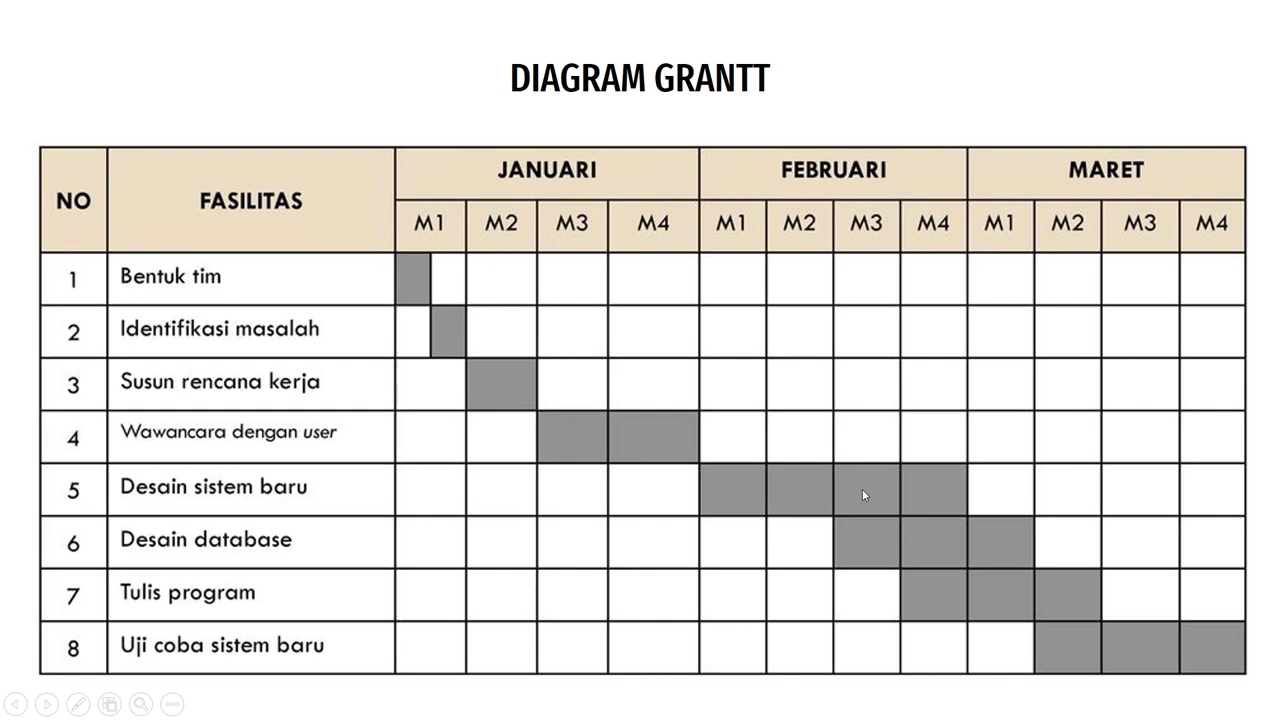 DIAGRAM GRANTT
NO FASILITAS JANUARI FEBRUARI MARET
M1 M2 M3 M4 M1 M2 M3 M4 M1 M2 M3 M4
1 Bentuk tim
2 Identifikasi masalah
3 Susun rencana kerja
4 Wawancara dengan user
5 Desain sistem baru
6 Desain database
7 Tulis program
8 Uji coba sistem baru